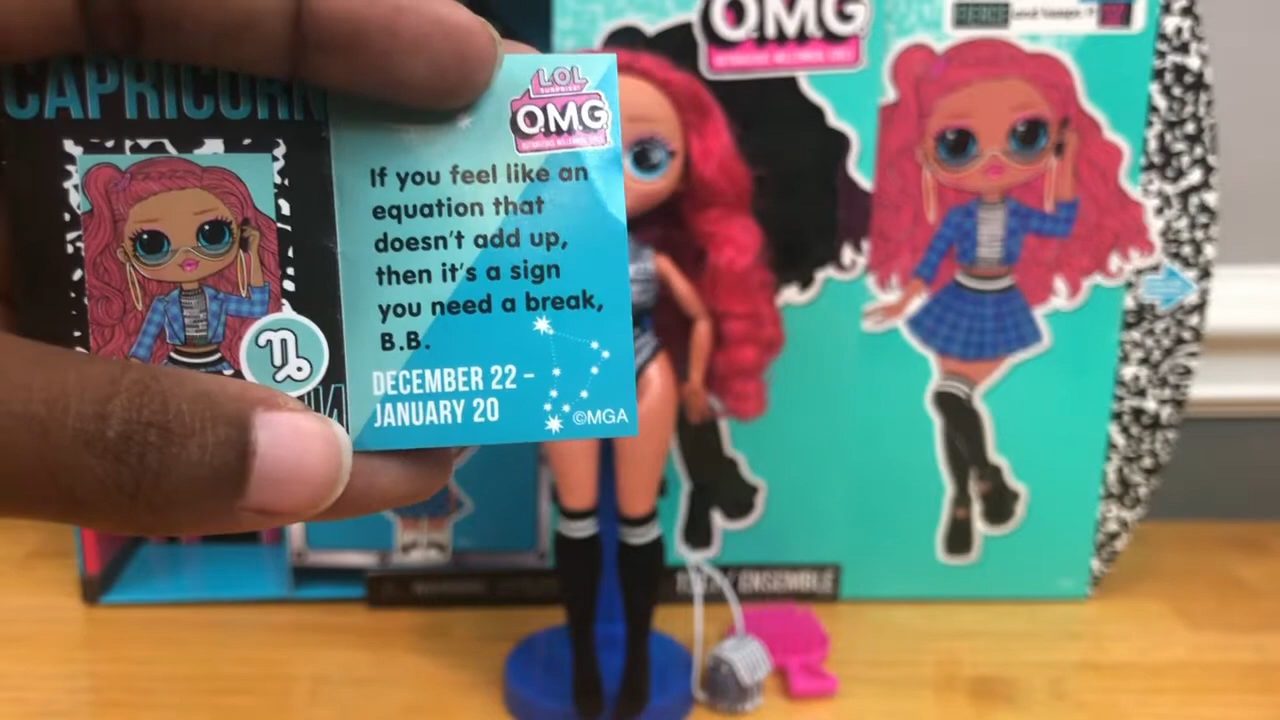 CAPRICORN
LOL
SURPRISE!
O.M.G.
If you feel like an
equation that
doesn't add up,
then it's a sign
you need a break,
B.B.
DECEMBER 22 –
JANUARY 20
©MGA
O.M.G.
ENSEMBLE